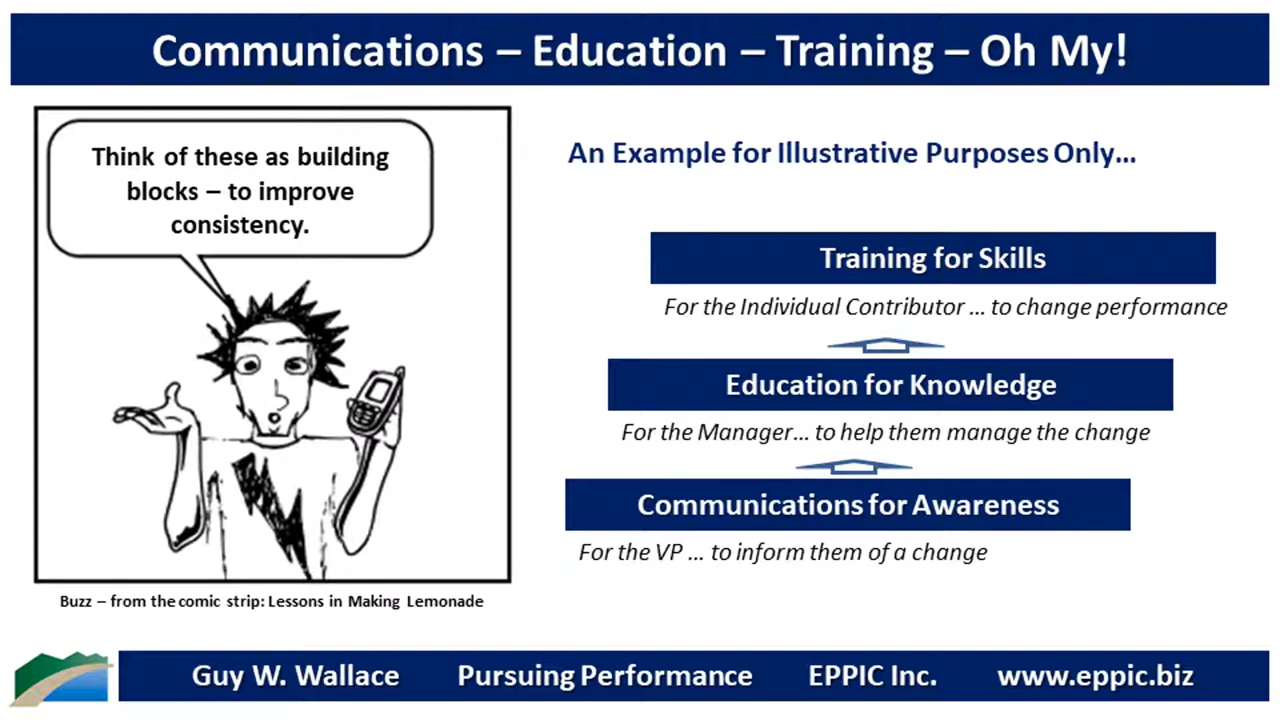 Communications – Education – Training – Oh My!
Think of these as building
blocks – to improve
consistency.
Buzz – from the comic strip: Lessons in Making Lemonade
An Example for Illustrative Purposes Only...
Training for Skills
For the Individual Contributor ... to change performance
Education for Knowledge
For the Manager... to help them manage the change
Communications for Awareness
For the VP ... to inform them of a change
Guy W. Wallace Pursuing Performance EPPIC Inc. www.eppic.biz